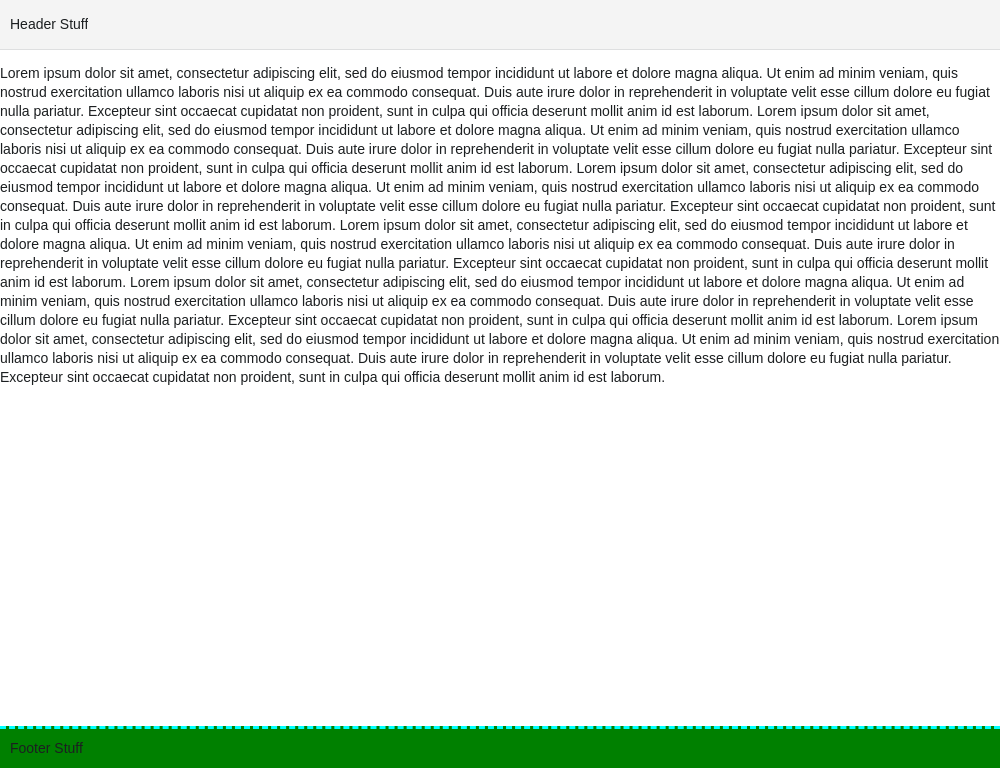 Header Stuff
Lorem ipsum dolor sit amet, consectetur adipiscing elit, sed do eiusmod tempor incididunt ut labore et dolore magna aliqua. Ut enim ad minim veniam, quis
nostrud exercitation ullamco laboris nisi ut aliquip ex ea commodo consequat. Duis aute irure dolor in reprehenderit in voluptate velit esse cillum dolore eu fugiat
nulla pariatur. Excepteur sint occaecat cupidatat non proident, sunt in culpa qui officia deserunt mollit anim id est laborum. Lorem ipsum dolor sit amet,
consectetur adipiscing elit, sed do eiusmod tempor incididunt ut labore et dolore magna aliqua. Ut enim ad minim veniam, quis nostrud exercitation ullamco
laboris nisi ut aliquip ex ea commodo consequat. Duis aute irure dolor in reprehenderit in voluptate velit esse cillum dolore eu fugiat nulla pariatur. Excepteur sint
occaecat cupidatat non proident, sunt in culpa qui officia deserunt mollit anim id est laborum. Lorem ipsum dolor sit amet, consectetur adipiscing elit, sed do
eiusmod tempor incididunt ut labore et dolore magna aliqua. Ut enim ad minim veniam, quis nostrud exercitation ullamco laboris nisi ut aliquip ex ea commodo
consequat. Duis aute irure dolor in reprehenderit in voluptate velit esse cillum dolore eu fugiat nulla pariatur. Excepteur sint occaecat cupidatat non proident, sunt
in culpa qui officia deserunt mollit anim id est laborum. Lorem ipsum dolor sit amet, consectetur adipiscing elit, sed do eiusmod tempor incididunt ut labore et
dolore magna aliqua. Ut enim ad minim veniam, quis nostrud exercitation ullamco laboris nisi ut aliquip ex ea commodo consequat. Duis aute irure dolor in
reprehenderit in voluptate velit esse cillum dolore eu fugiat nulla pariatur. Excepteur sint occaecat cupidatat non proident, sunt in culpa qui officia deserunt mollit
anim id est laborum. Lorem ipsum dolor sit amet, consectetur adipiscing elit, sed do eiusmod tempor incididunt ut labore et dolore magna aliqua. Ut enim ad
minim veniam, quis nostrud exercitation ullamco laboris nisi ut aliquip ex ea commodo consequat. Duis aute irure dolor in reprehenderit in voluptate velit esse
cillum dolore eu fugiat nulla pariatur. Excepteur sint occaecat cupidatat non proident, sunt in culpa qui officia deserunt mollit anim id est laborum. Lorem ipsum
dolor sit amet, consectetur adipiscing elit, sed do eiusmod tempor incididunt ut labore et dolore magna aliqua. Ut enim ad minim veniam, quis nostrud exercitation
ullamco laboris nisi ut aliquip ex ea commodo consequat. Duis aute irure dolor in reprehenderit in voluptate velit esse cillum dolore eu fugiat nulla pariatur.
Excepteur sint occaecat cupidatat non proident, sunt in culpa qui officia deserunt mollit anim id est laborum.
Footer Stuff